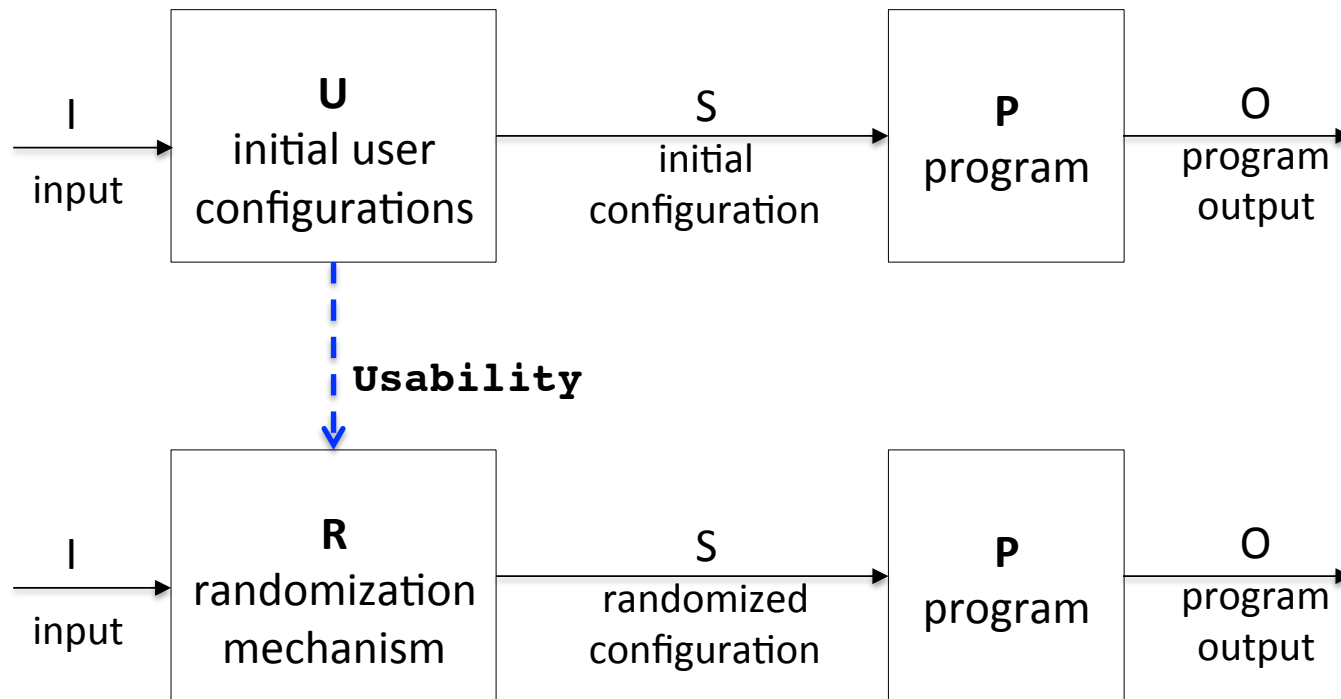 I
input
U
initial user
configurations
S
initial
configuration
P
program
O
program
output
Usability
I
input
R
randomization
mechanism
S
randomized
configuration
P
program
O
program
output